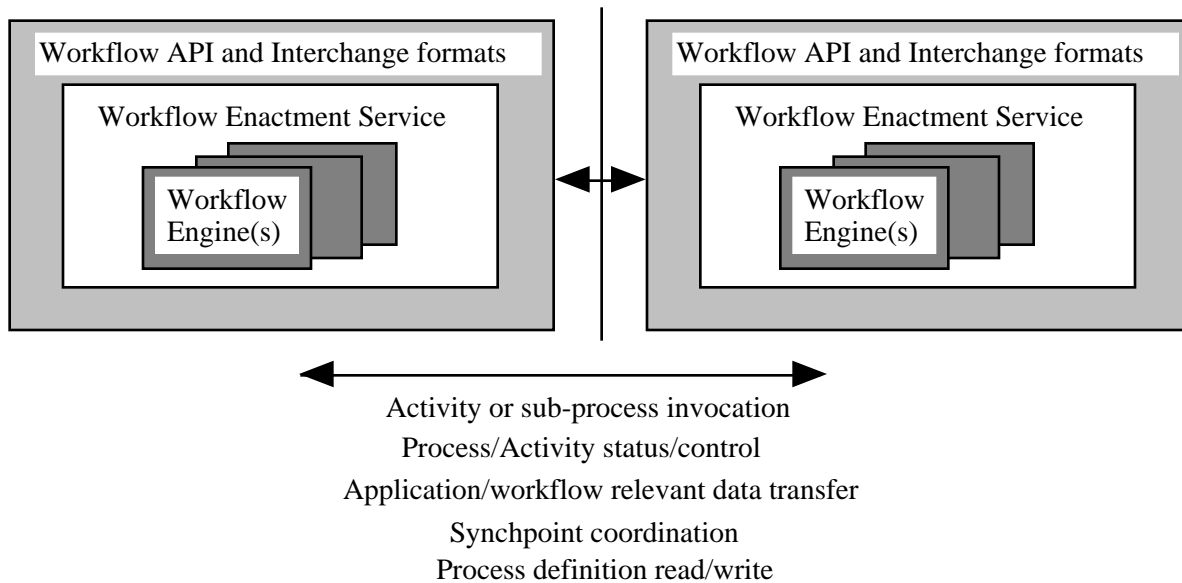 Workflow API and Interchange formats
Workflow Enactment Service
Workflow
Engine(s)
Workflow API and Interchange formats
Workflow Enactment Service
Workflow
Engine(s)
Activity or sub-process invocation
Process/Activity status/control
Application/workflow relevant data transfer
Synchpoint coordination
Process definition read/write